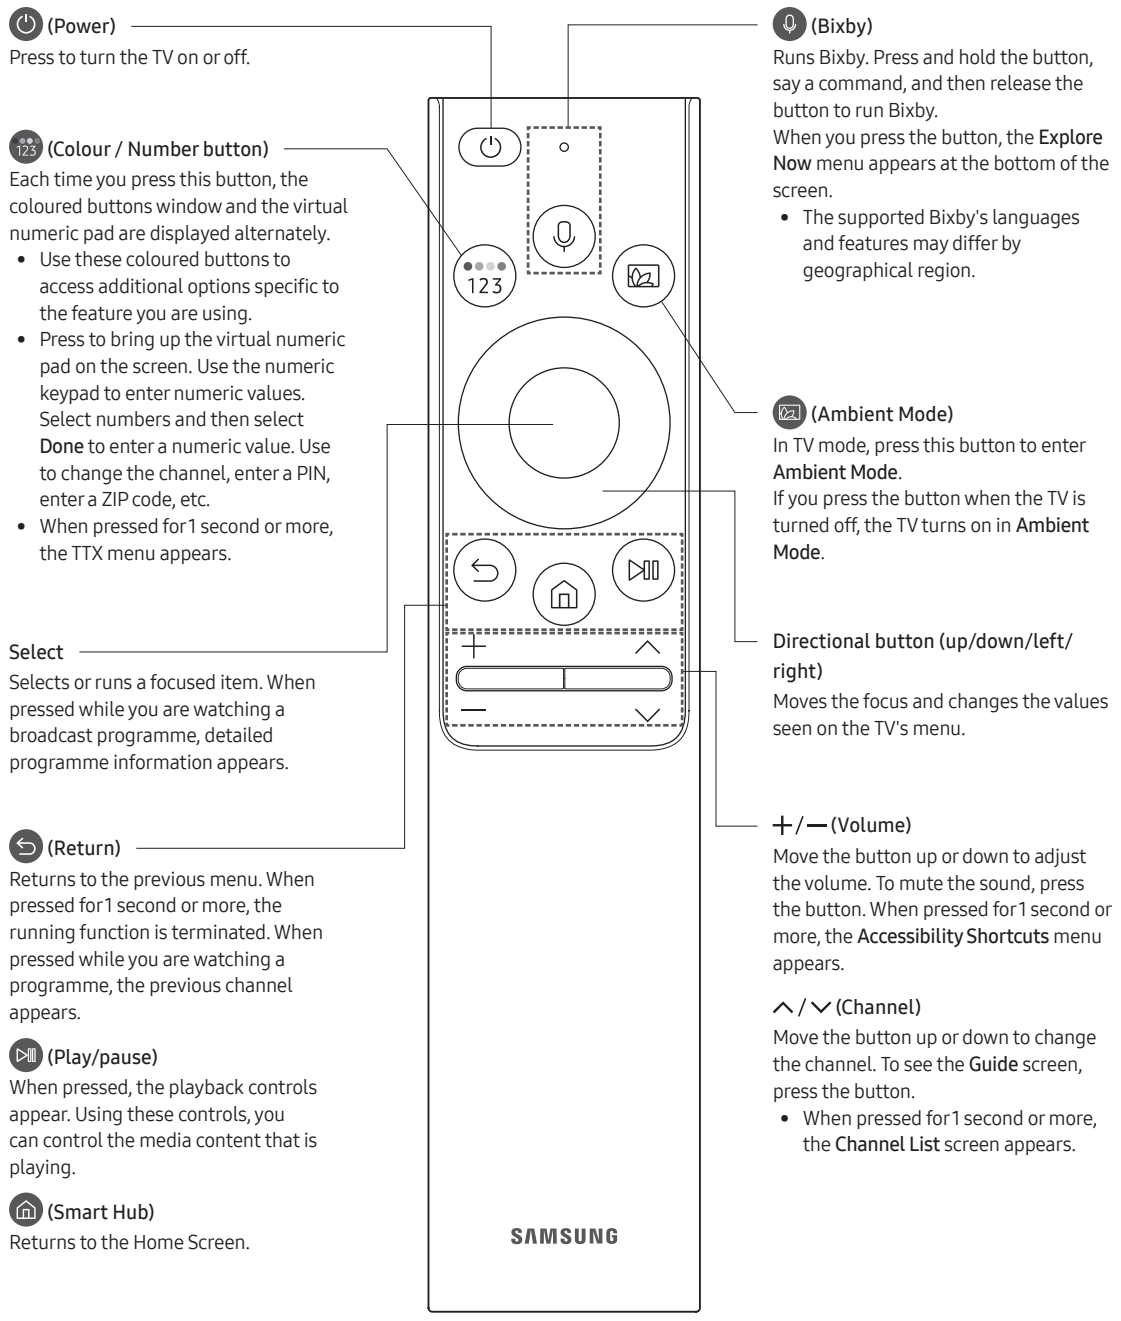 (Power)
Press to turn the TV on or off.
123 (Colour / Number button)
Each time you press this button, the
coloured buttons window and the virtual
numeric pad are displayed alternately.
• Use these coloured buttons to
access additional options specific to
the feature you are using.
• Press to bring up the virtual numeric
pad on the screen. Use the numeric
keypad to enter numeric values.
Select numbers and then select
Done to enter a numeric value. Use
to change the channel, enter a PIN,
enter a ZIP code, etc.
• When pressed for 1 second or more,
the TTX menu appears.
Select
Selects or runs a focused item. When
pressed while you are watching a
broadcast programme, detailed
programme information appears.
(Return)
Returns to the previous menu. When
pressed for 1 second or more, the
running function is terminated. When
pressed while you are watching a
programme, the previous channel
appears.
(Play/pause)
When pressed, the playback controls
appear. Using these controls, you
can control the media content that is
playing.
(Smart Hub)
Returns to the Home Screen.
123
SAMSUNG
(Bixby)
Runs Bixby. Press and hold the button,
say a command, and then release the
button to run Bixby.
When you press the button, the Explore
Now menu appears at the bottom of the
screen.
• The supported Bixby's languages
and features may differ by
geographical region.
(Ambient Mode)
In TV mode, press this button to enter
Ambient Mode.
If you press the button when the TV is
turned off, the TV turns on in Ambient
Mode.
Directional button (up/down/left/
right)
Moves the focus and changes the values
seen on the TV's menu.
+ / — (Volume)
Move the button up or down to adjust
the volume. To mute the sound, press
the button. When pressed for 1 second or
more, the Accessibility Shortcuts menu
appears.
∧ / ∨ (Channel)
Move the button up or down to change
the channel. To see the Guide screen,
press the button.
• When pressed for 1 second or more,
the Channel List screen appears.